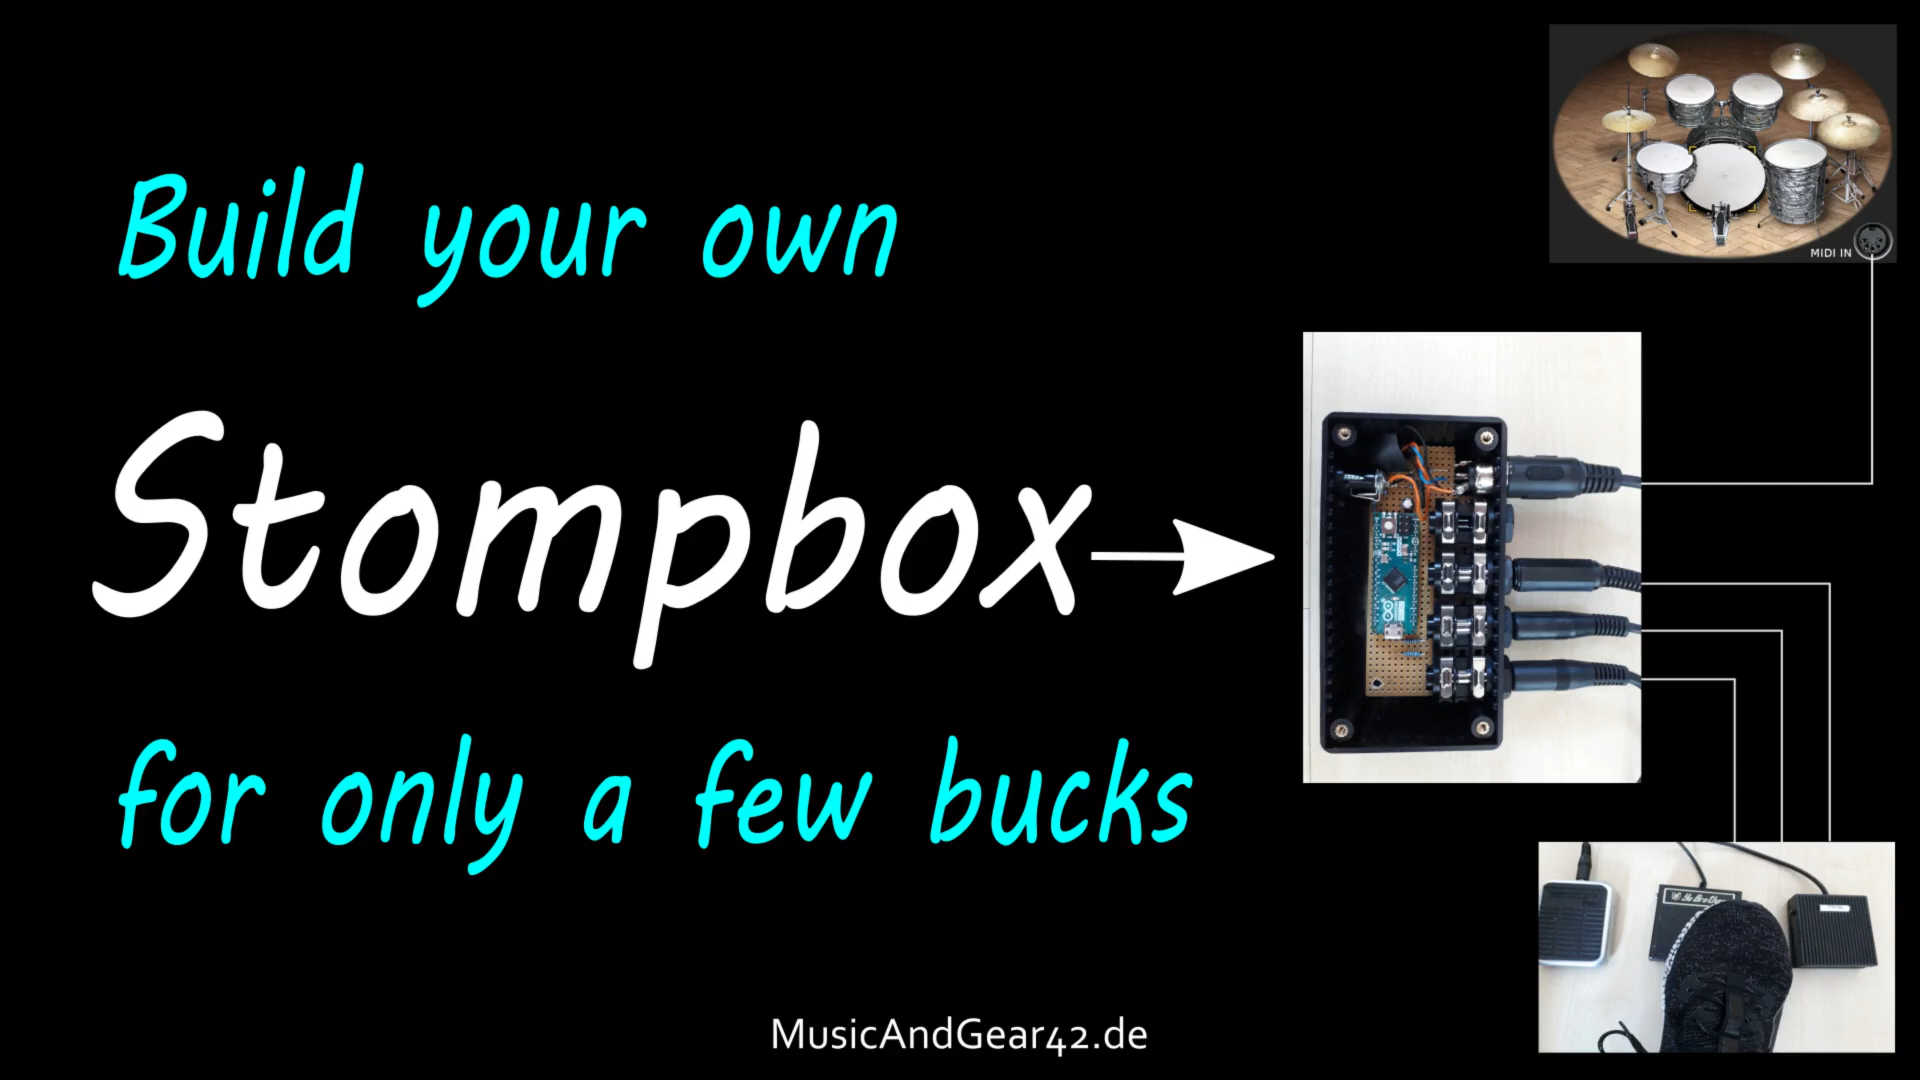 Build your own
MIDI IN
Stompbox
for only a few bucks
MusicAndGear42.de